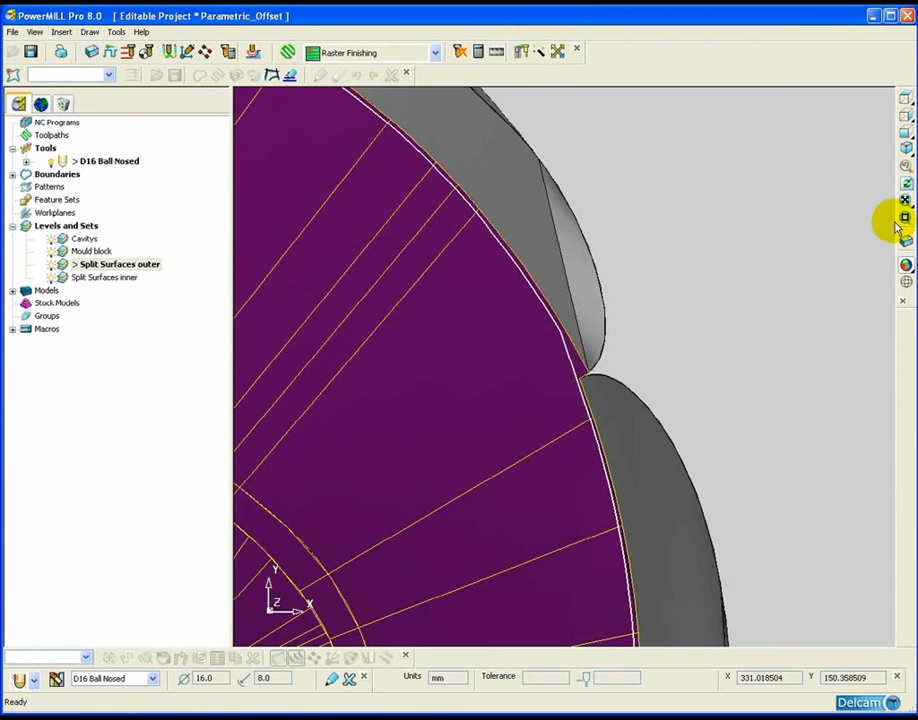 PowerMILL Pro 8.0 [ Editable Project * Parametric_Offset ]
File View Insert Draw Tools Help
Raster Finishing
NC Programs
Toolpaths
Tools
> D16 Ball Nosed
Boundaries
Patterns
Feature Sets
Workplanes
Levels and Sets
Cavitys
Mould block
> Split Surfaces outer
Split Surfaces inner
Models
Stock Models
Groups
Macros
Y
Z X
D16 Ball Nosed 16.0 8.0 Units mm Tolerance X 331.018504 Y 150.358509
Ready
Delcam